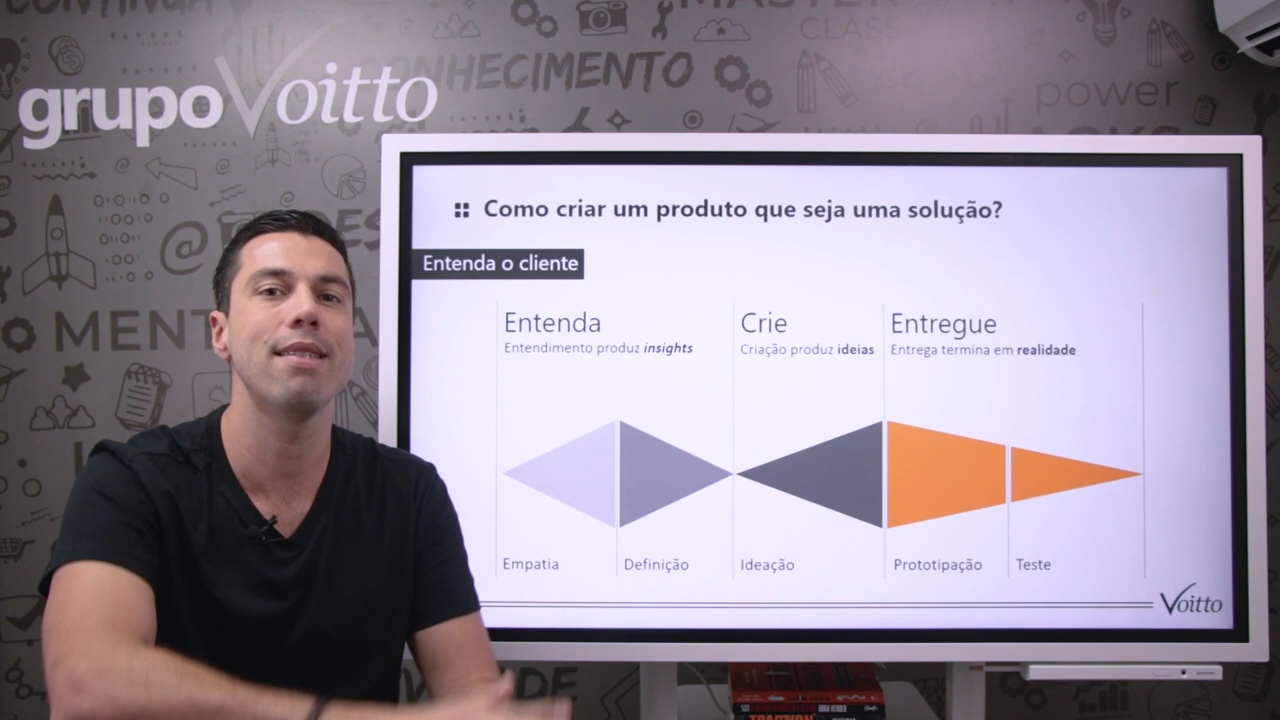 MASTER
CLASS
CONHECIMENTO
grupoVoitto
power
Como criar um produto que seja uma solução?
Entenda o cliente
Entenda
Entendimento produz insights
Crie
Criação produz ideias
Entregue
Entrega termina em realidade
Empatia
Definição
Ideação
Prototipação
Teste
Voitto
TRACTION